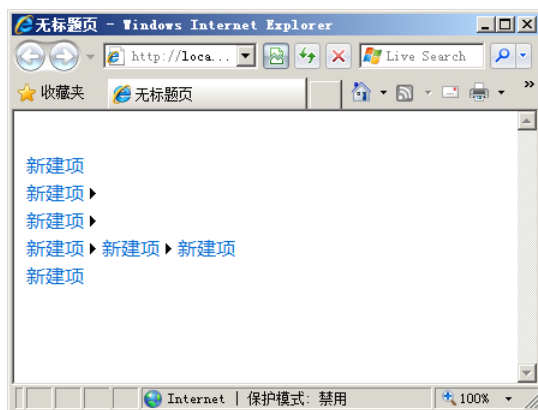 无标题页 - Windows Internet Explorer
http://loca...
Live Search
收藏夹
无标题页
»
新建项
新建项
新建项
新建项 新建项 新建项
新建项
Internet | 保护模式: 禁用
100%